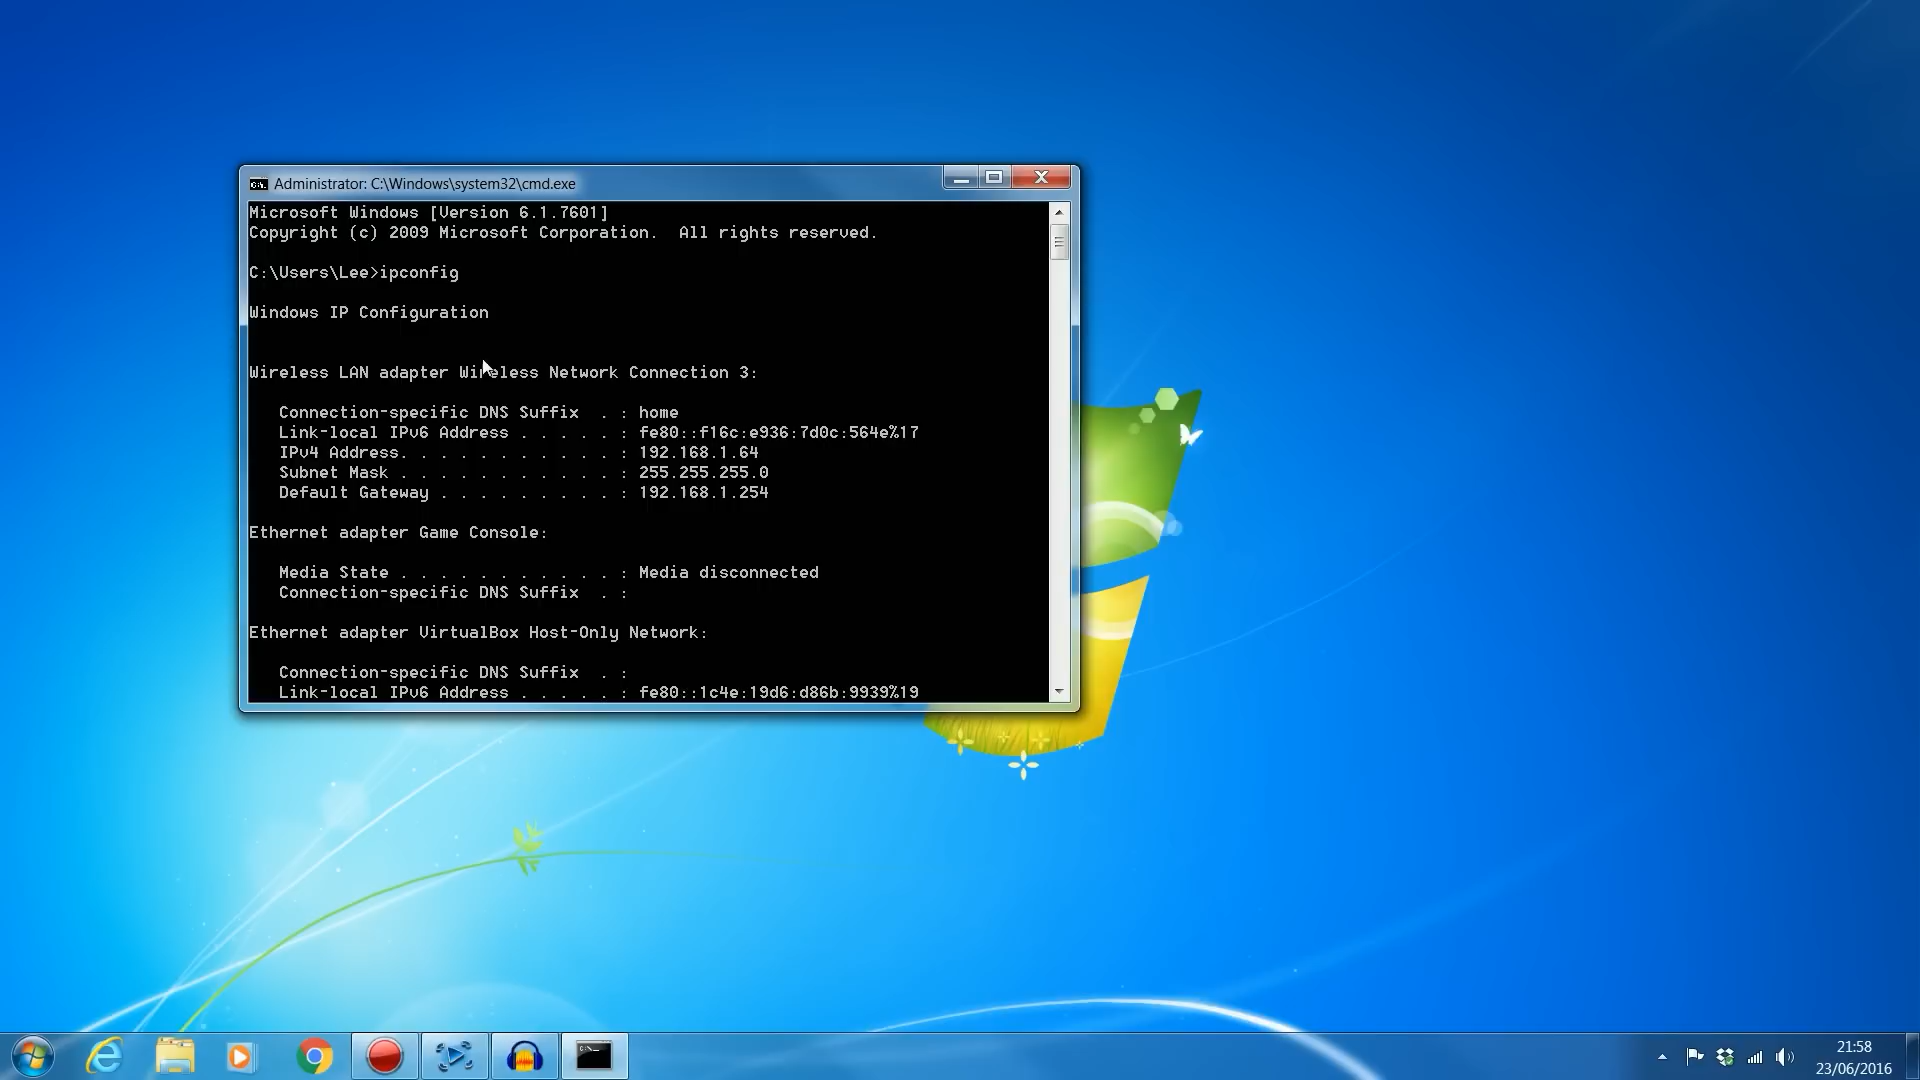 Administrator: C:\Windows\system32\cmd.exe
Microsoft Windows [Version 6.1.7601]
Copyright (c) 2009 Microsoft Corporation.  All rights reserved.
C:\Users\Lee>ipconfig
Windows IP Configuration
Wireless LAN adapter Wireless Network Connection 3:
Connection-specific DNS Suffix  . : home
Link-local IPv6 Address . . . . . : fe80::f16c:e936:7d0c:564e%17
IPv4 Address. . . . . . . . . . . : 192.168.1.64
Subnet Mask . . . . . . . . . . . : 255.255.255.0
Default Gateway . . . . . . . . . : 192.168.1.254
Ethernet adapter Game Console:
Media State . . . . . . . . . . . : Media disconnected
Connection-specific DNS Suffix  . :
Ethernet adapter VirtualBox Host-Only Network:
Connection-specific DNS Suffix  . :
Link-local IPv6 Address . . . . . : fe80::1c4e:19d6:d86b:9939%19
21:58
23/06/2016